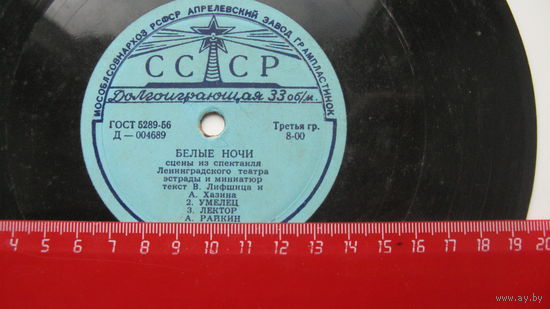 МОСОБЛСОВНАРХОЗ РСФСР АПРЕЛЕВСКИЙ ЗАВОД ГРАМПЛАСТИНОК
СССР
Долгоиграющая 33 об/м.
ГОСТ 5289-56
Д — 004689
Третья гр.
8-00
БЕЛЫЕ НОЧИ
сцены из спектакля
Ленинградского театра
эстрады и миниатюр
текст В. Лифшица и
А. Хазина
2. УМЕЛЕЦ
3. ЛЕКТОР
А. РАЙКИН
4 5 6 7 8 9 10 11 12 13 14 15 16 17 18 19 20
www.ay.by